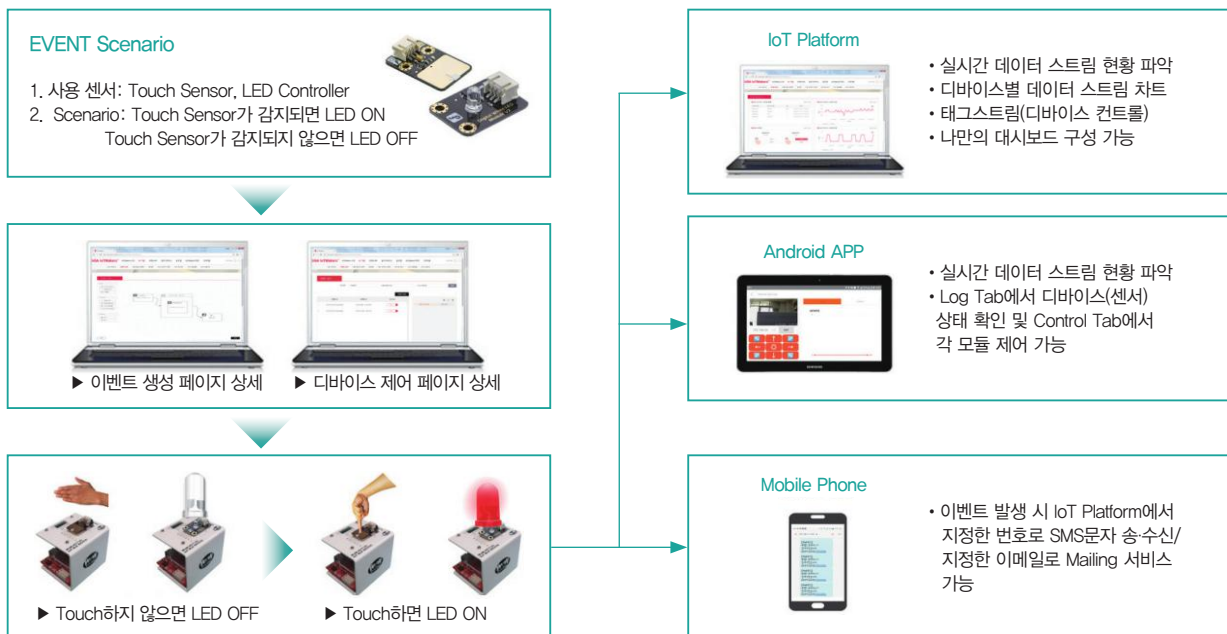 EVENT Scenario
1. 사용 센서: Touch Sensor, LED Controller
2. Scenario: Touch Sensor가 감지되면 LED ON
Touch Sensor가 감지되지 않으면 LED OFF
▶ 이벤트 생성 페이지 상세
▶ 디바이스 제어 페이지 상세
▶ Touch하지 않으면 LED OFF
▶ Touch하면 LED ON
IoT Platform
• 실시간 데이터 스트림 현황 파악
• 디바이스별 데이터 스트림 차트
• 태그스트림(디바이스 컨트롤)
• 나만의 대시보드 구성 가능
Android APP
• 실시간 데이터 스트림 현황 파악
• Log Tab에서 디바이스(센서)
상태 확인 및 Control Tab에서
각 모듈 제어 가능
Mobile Phone
• 이벤트 발생 시 IoT Platform에서
지정한 번호로 SMS문자 송·수신/
지정한 이메일로 Mailing 서비스
가능